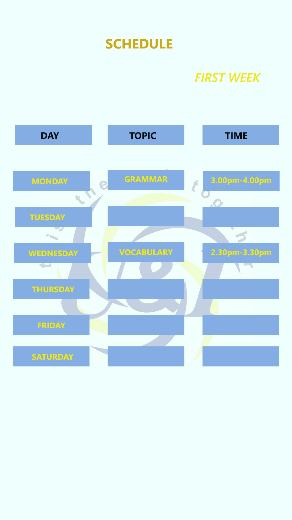 SCHEDULE
FIRST WEEK
DAY TOPIC TIME
MONDAY GRAMMAR 3.00pm-4.00pm
TUESDAY
WEDNESDAY VOCABULARY 2.30pm-3.30pm
THURSDAY
FRIDAY
SATURDAY